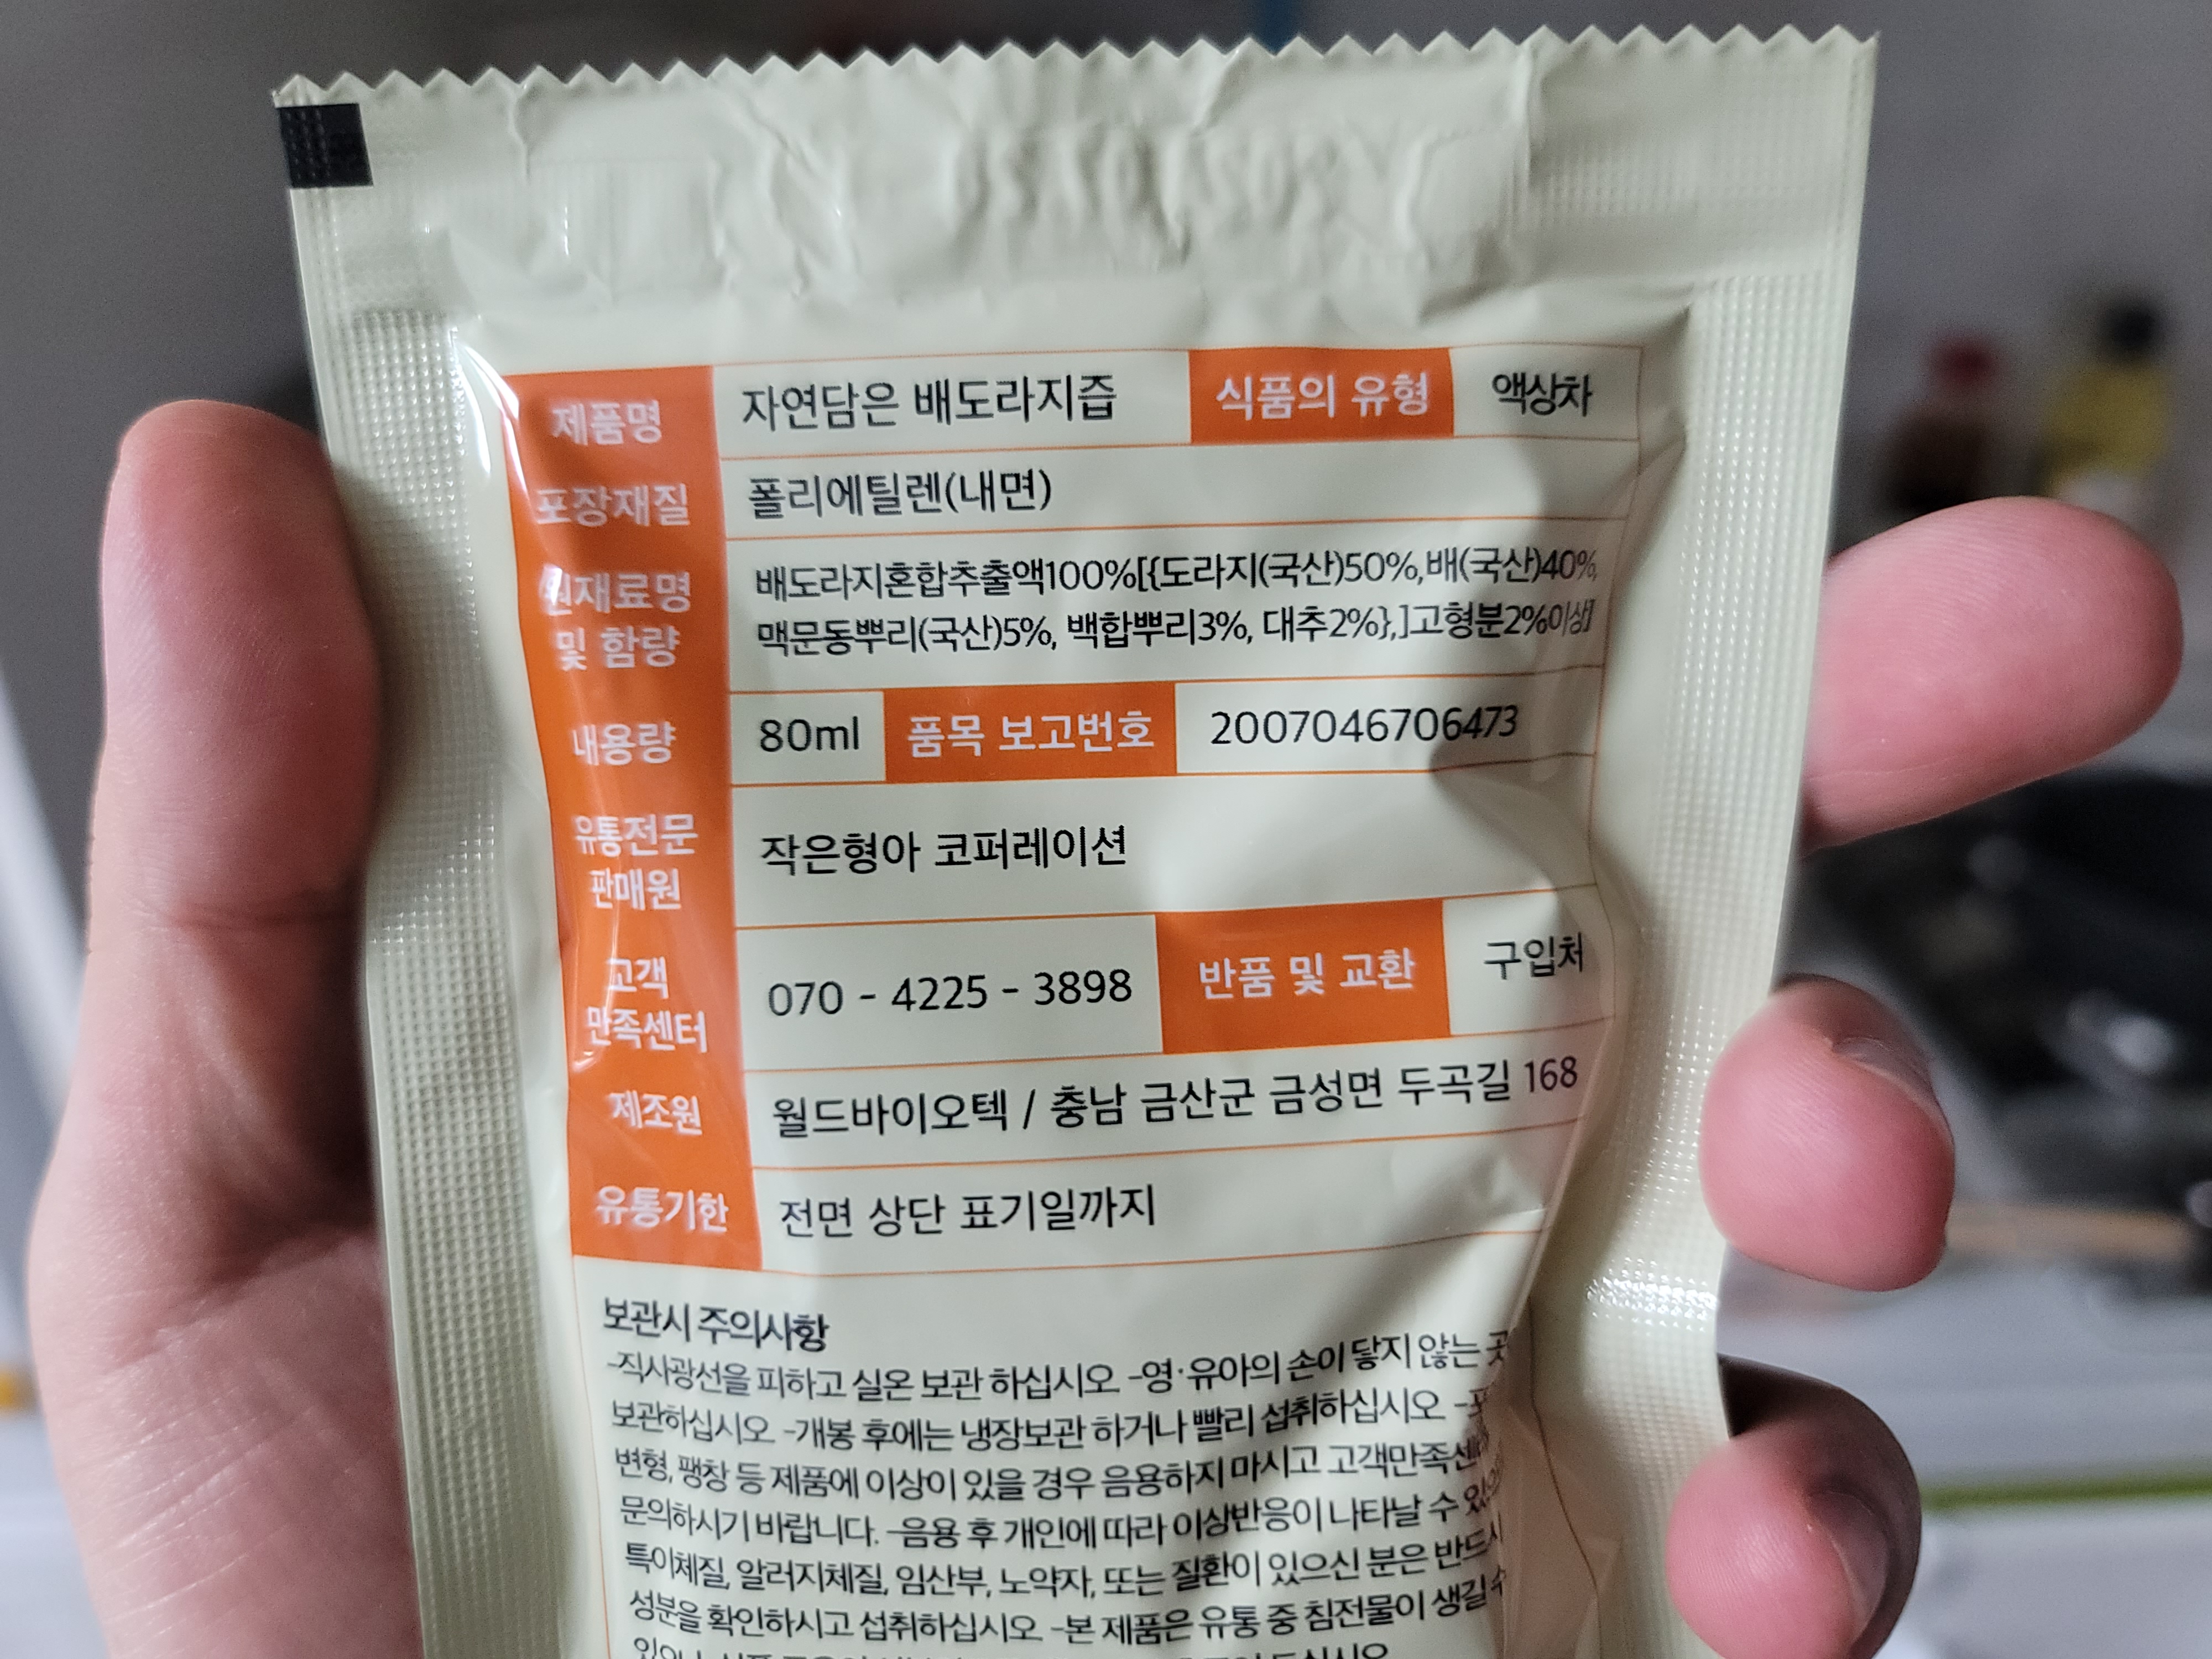 제품명 자연담은 배도라지즙 식품의 유형 액상차
포장재질 폴리에틸렌(내면)
원재료명 배도라지혼합추출액100%[{도라지(국산)50%,배(국산)40%,
및 함량 맥문동뿌리(국산)5%, 백합뿌리3%, 대추2%},]고형분2%이상]
내용량 80ml 품목 보고번호 2007046706473
유통전문
판매원 작은형아 코퍼레이션
고객
만족센터 070 - 4225 - 3898 반품 및 교환 구입처
제조원 월드바이오텍 / 충남 금산군 금성면 두곡길 168
유통기한 전면 상단 표기일까지
보관시 주의사항
-직사광선을 피하고 실온 보관 하십시오 -영·유아의 손이 닿지 않는
보관하십시오 -개봉 후에는 냉장보관 하거나 빨리 섭취하십시오
변형, 팽창 등 제품에 이상이 있을 경우 음용하지 마시고
문의하시기 바랍니다. -음용 후 개인에 따라 이상반응이 나타날 수
특이체질, 알러지체질, 임산부, 노약자, 또는 질환이 있으신 분은
성분을 확인하시고 섭취하십시오 -본 제품은 유통 중 침전물이 생길